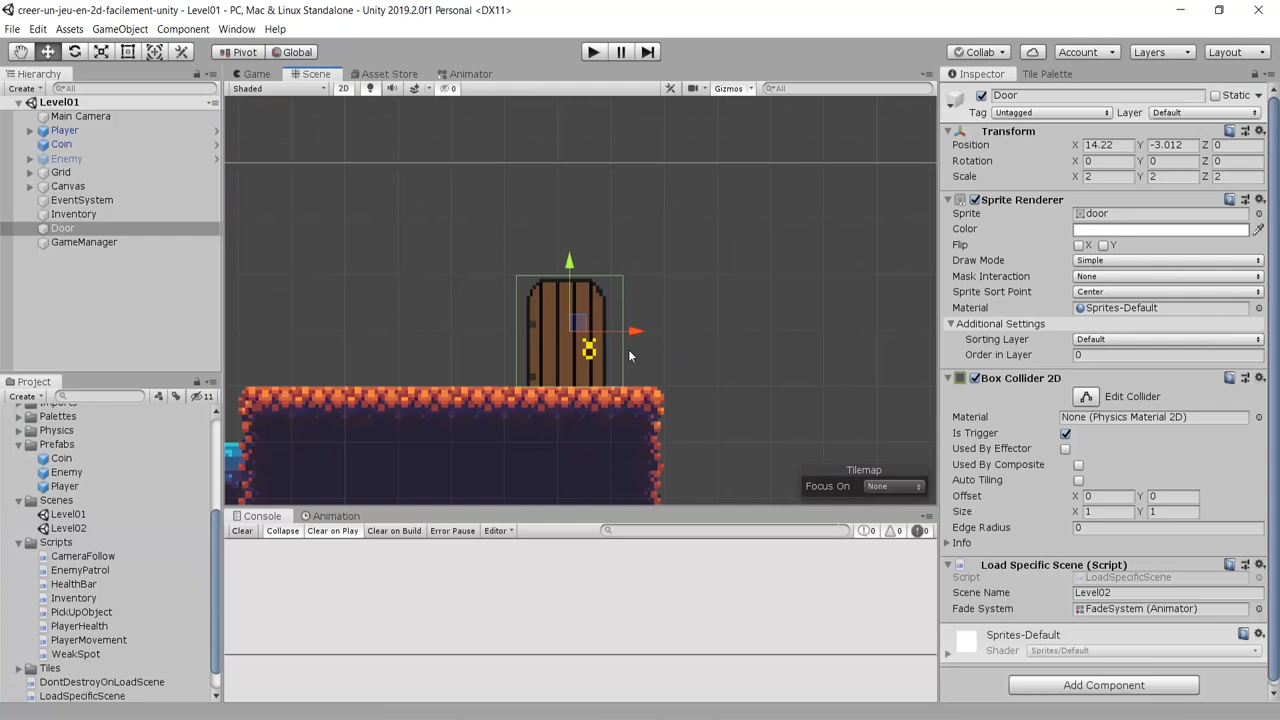 creer-un-jeu-en-2d-facilement-unity - Level01 - PC, Mac & Linux Standalone - Unity 2019.2.0f1 Personal <DX11>
File Edit Assets GameObject Component Window Help
Pivot Global Collab Account Layers Layout
Hierarchy
Create All
Level01
Main Camera
Player
Coin
Enemy
Grid
Canvas
EventSystem
Inventory
Door
GameManager
Project
Create 11
Palettes
Physics
Prefabs
Coin
Enemy
Player
Scenes
Level01
Level02
Scripts
CameraFollow
EnemyPatrol
HealthBar
Inventory
PickUpObject
PlayerHealth
PlayerMovement
WeakSpot
Tiles
DontDestroyOnLoadScene
LoadSpecificScene
Game Scene Asset Store Animator
Shaded 2D 0 Gizmos All
Tilemap
Focus On None
Console Animation
Clear Collapse Clear on Play Clear on Build Error Pause Editor 0 0 0
Inspector Tile Palette
Door Static
Tag Untagged Layer Default
Transform
Position X 14.22 Y -3.012 Z 0
Rotation X 0 Y 0 Z 0
Scale X 2 Y 2 Z 2
Sprite Renderer
Sprite door
Color
Flip X Y
Draw Mode Simple
Mask Interaction None
Sprite Sort Point Center
Material Sprites-Default
Additional Settings
Sorting Layer Default
Order in Layer 0
Box Collider 2D
Edit Collider
Material None (Physics Material 2D)
Is Trigger
Used By Effector
Used By Composite
Auto Tiling
Offset X 0 Y 0
Size X 1 Y 1
Edge Radius 0
Info
Load Specific Scene (Script)
Script LoadSpecificScene
Scene Name Level02
Fade System FadeSystem (Animator)
Sprites-Default
Shader Sprites/Default
Add Component